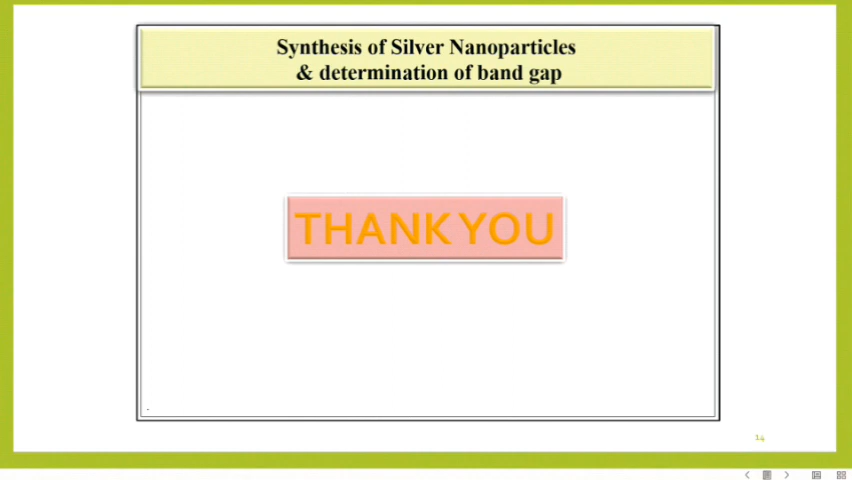 Synthesis of Silver Nanoparticles
& determination of band gap
THANK YOU
14